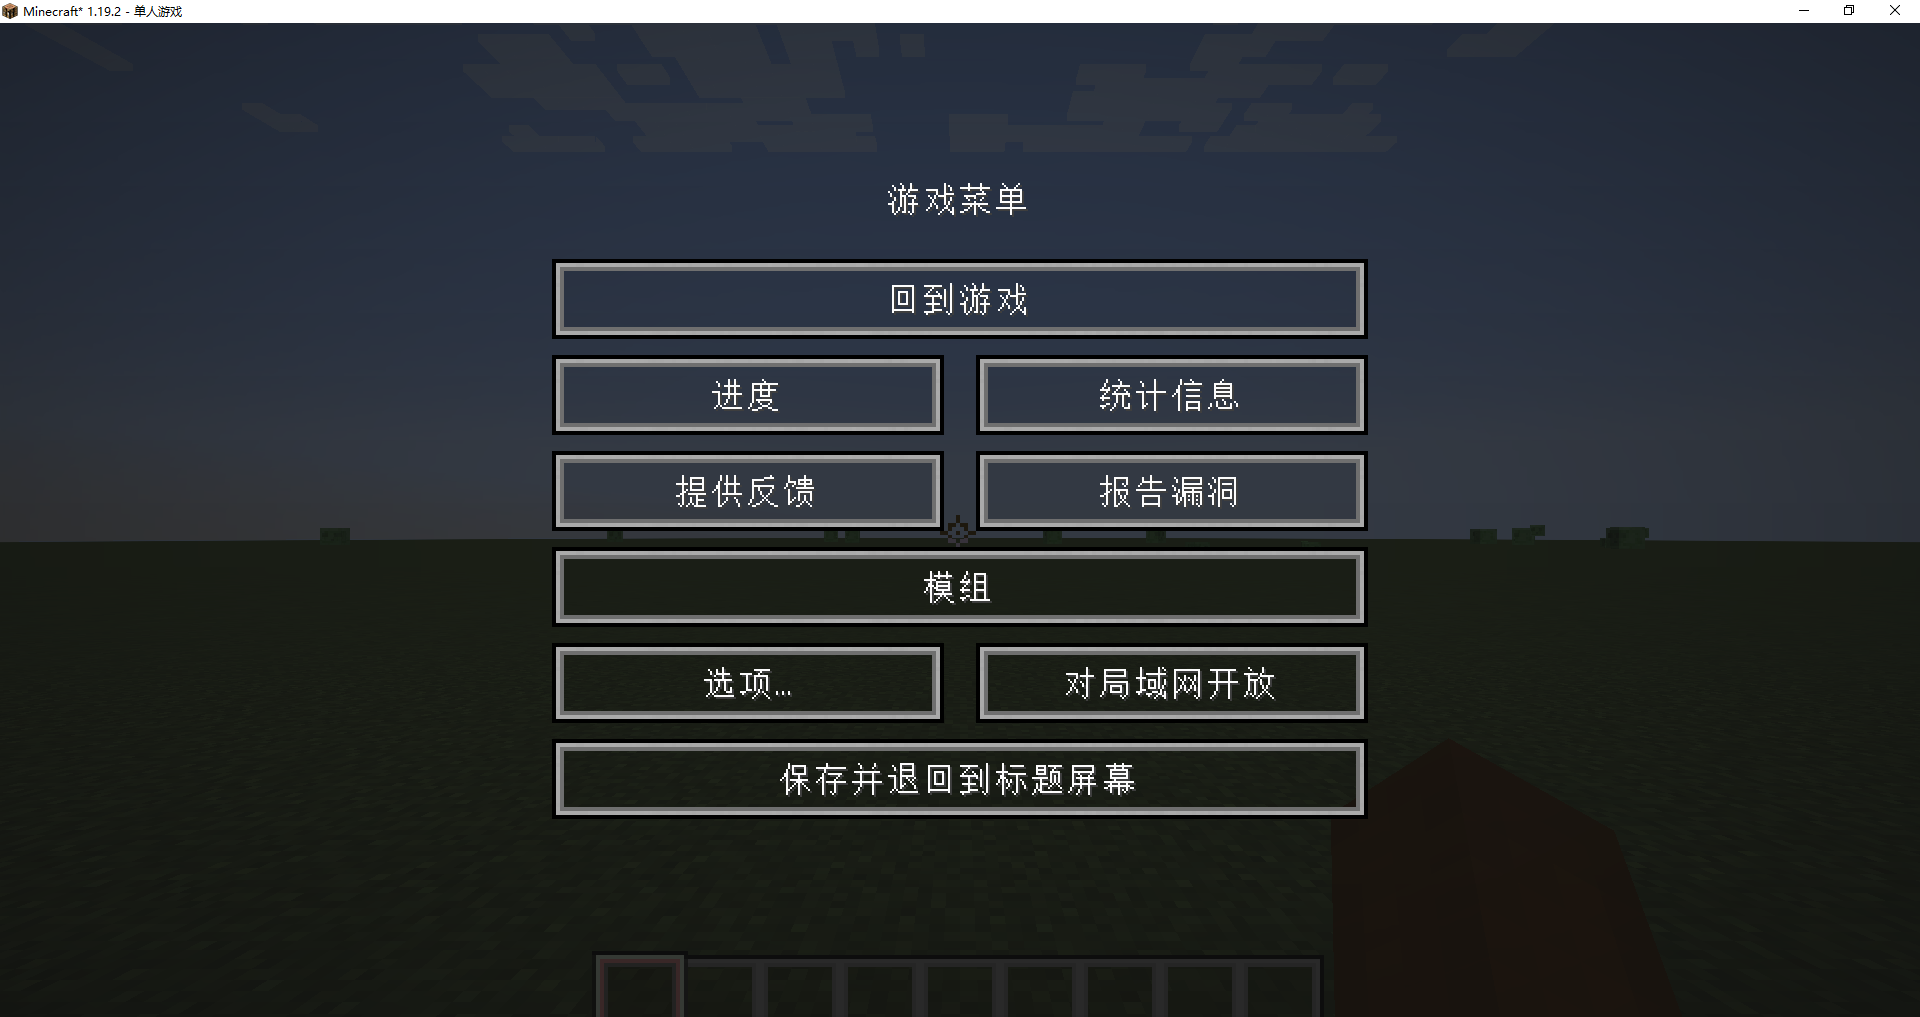 Minecraft* 1.19.2 - 单人游戏
游戏菜单
回到游戏
进度
统计信息
提供反馈
报告漏洞
模组
选项...
对局域网开放
保存并退回到标题屏幕